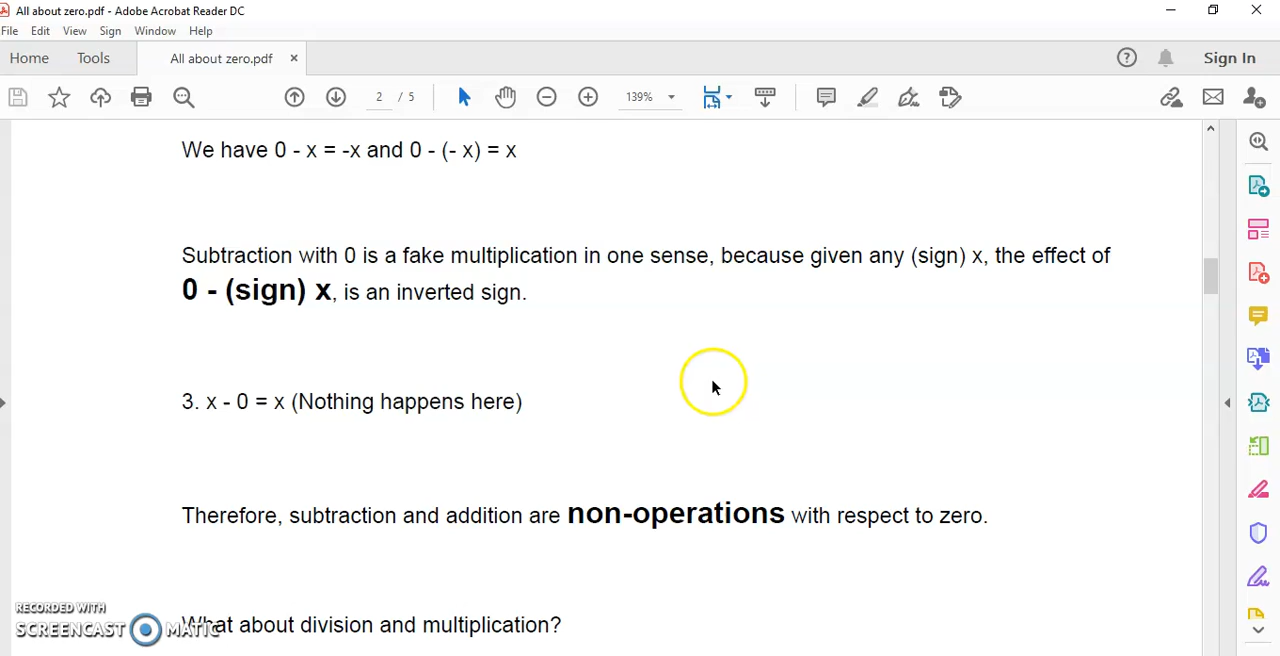 All about zero.pdf - Adobe Acrobat Reader DC
File Edit View Sign Window Help
Home Tools All about zero.pdf × Sign In
2 / 5 139%
We have 0 - x = -x and 0 - (- x) = x
Subtraction with 0 is a fake multiplication in one sense, because given any (sign) x, the effect of
0 - (sign) x, is an inverted sign.
3. x - 0 = x (Nothing happens here)
Therefore, subtraction and addition are non-operations with respect to zero.
RECORDED WITH
SCREENCAST MATIC
What about division and multiplication?